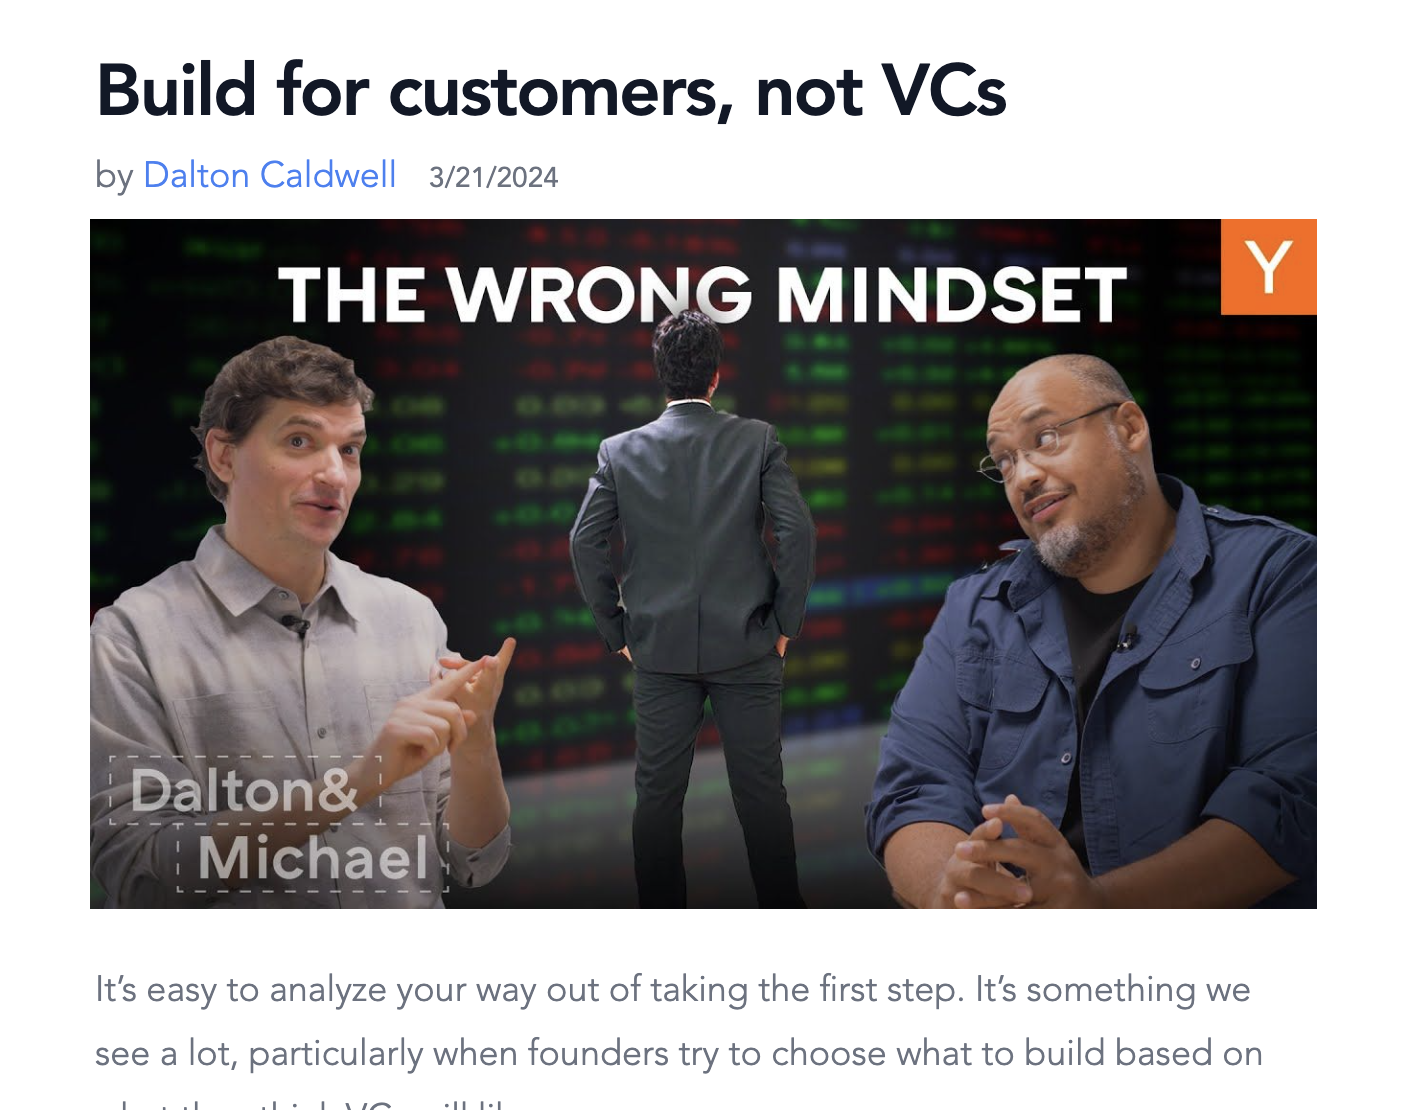 Build for customers, not VCs
by Dalton Caldwell 3/21/2024
THE WRONG MINDSET
Y
Dalton&
Michael
It’s easy to analyze your way out of taking the first step. It’s something we
see a lot, particularly when founders try to choose what to build based on